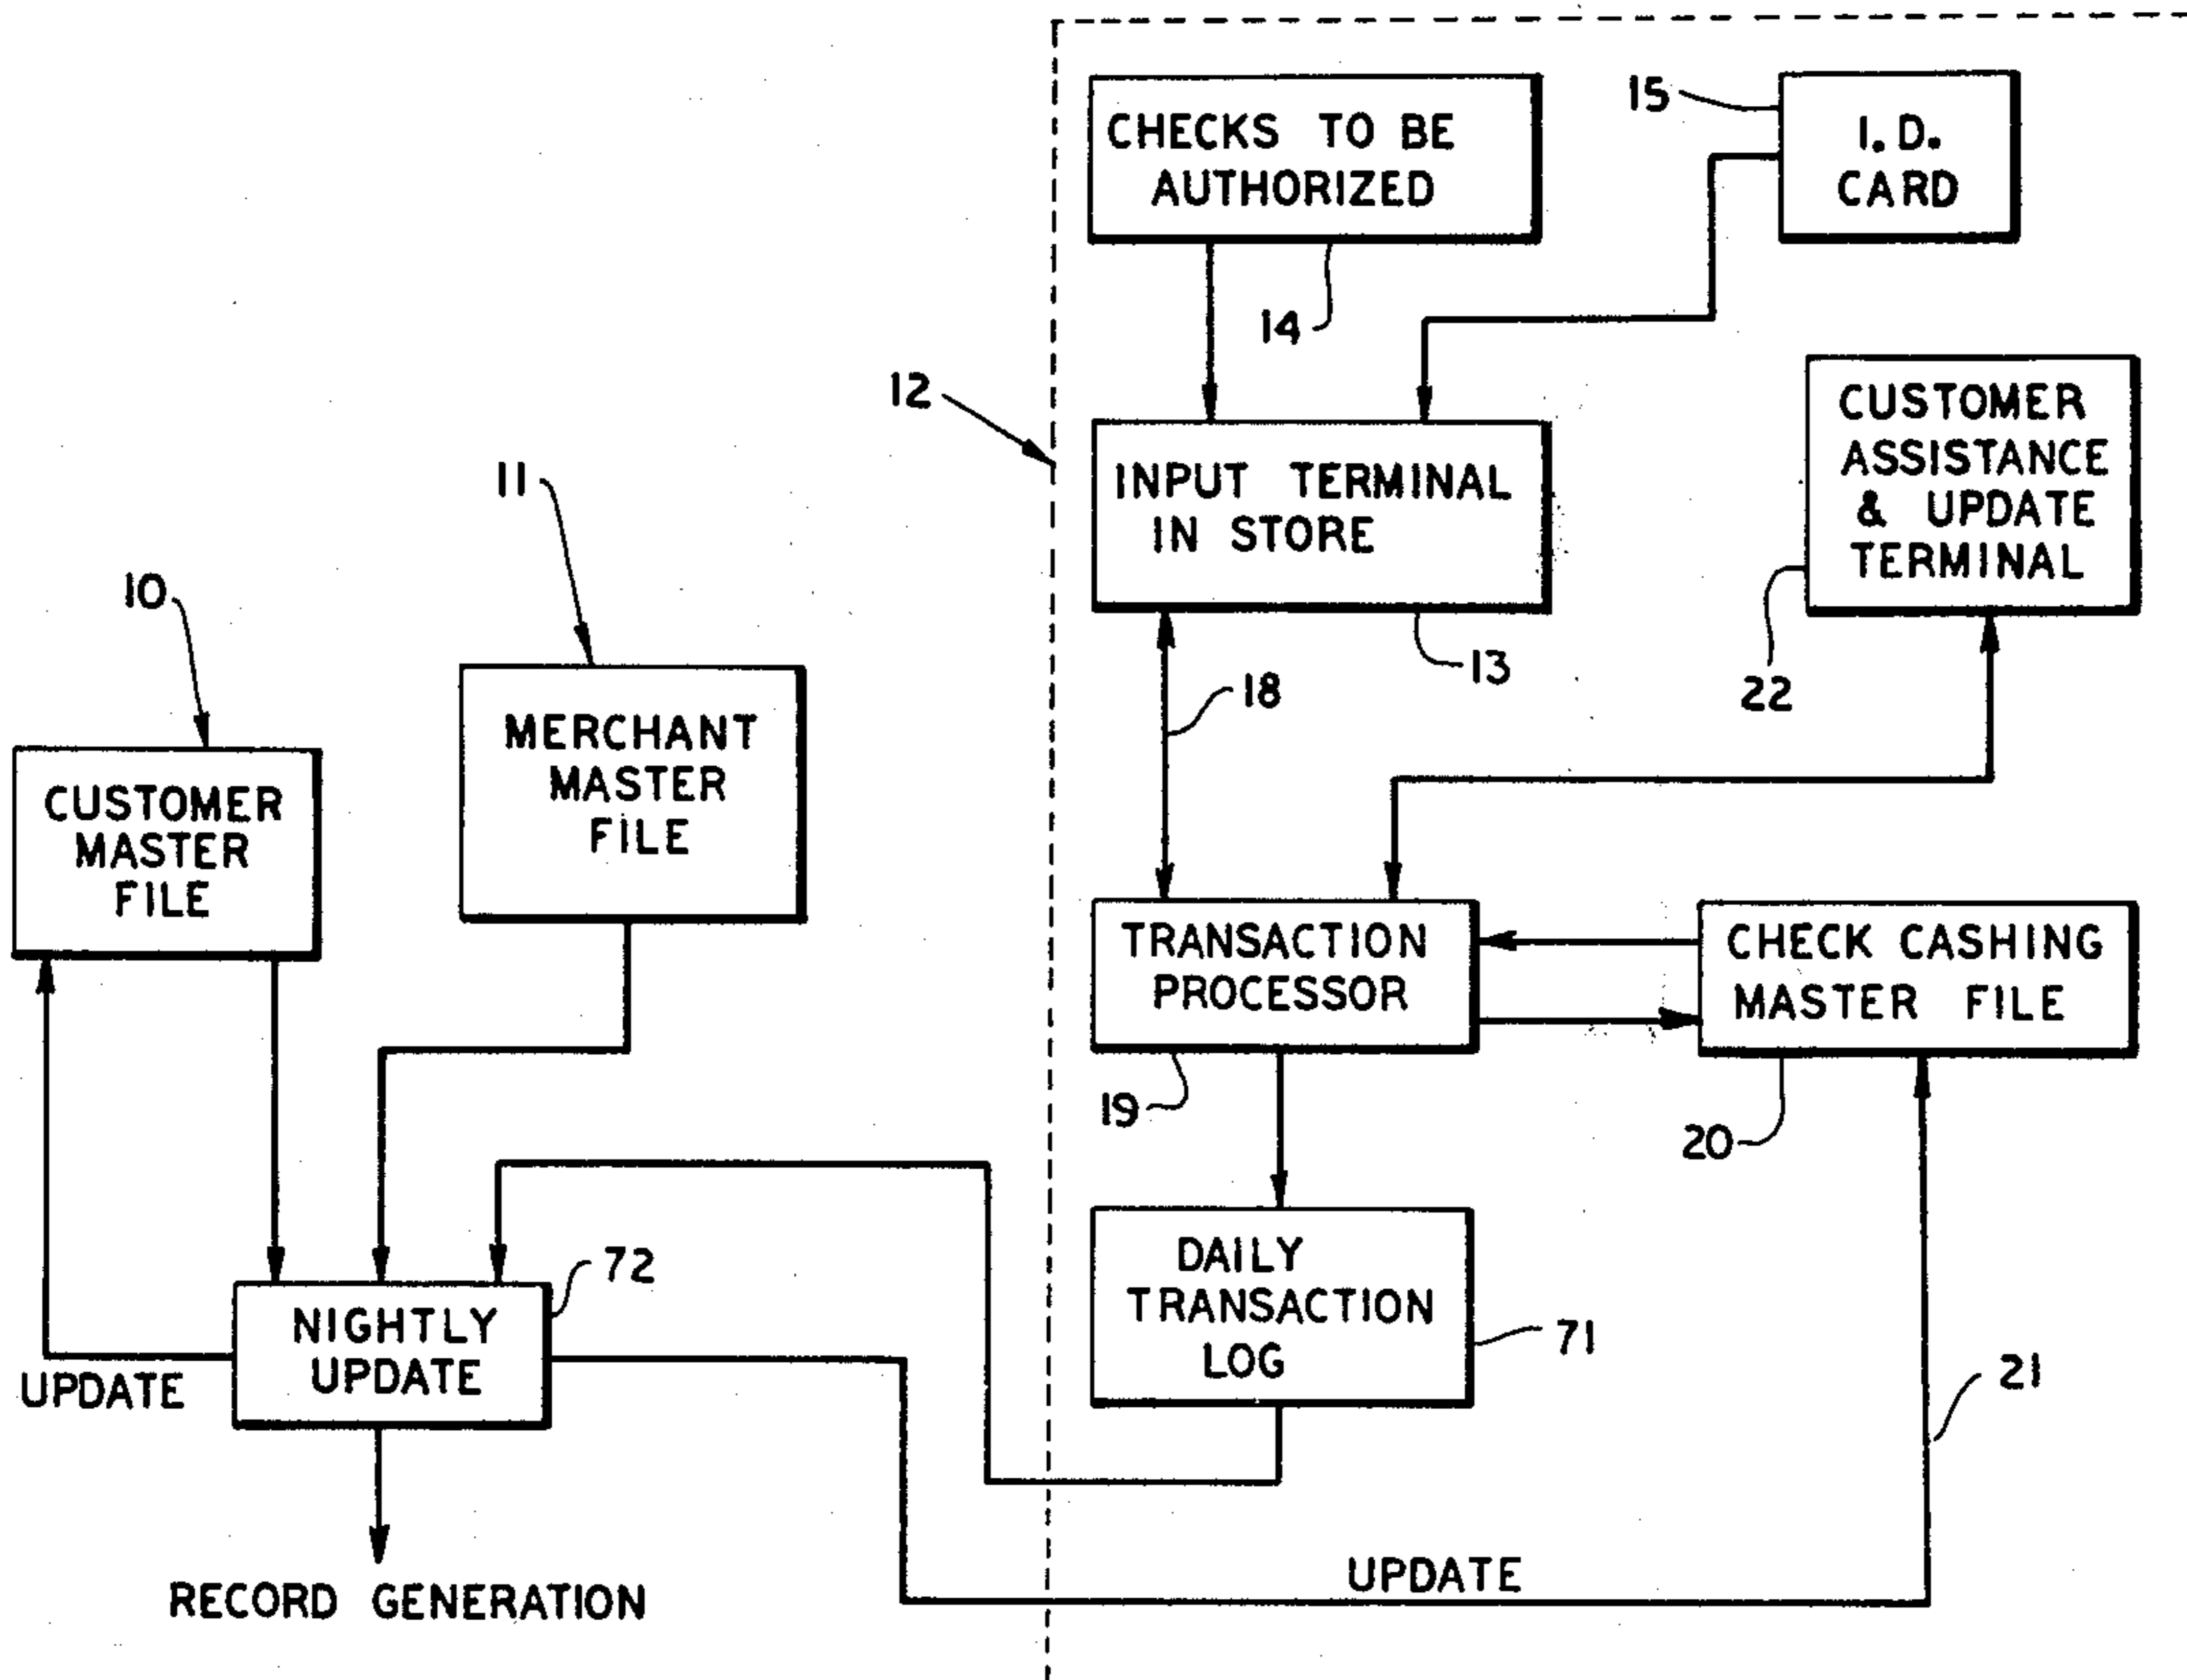 CHECKS TO BE
AUTHORIZED
14
15
I. D.
CARD
12
INPUT TERMINAL
IN STORE
13
CUSTOMER
ASSISTANCE
& UPDATE
TERMINAL
22
11
MERCHANT
MASTER
FILE
10
CUSTOMER
MASTER
FILE
18
TRANSACTION
PROCESSOR
19
CHECK CASHING
MASTER FILE
20
72
NIGHTLY
UPDATE
UPDATE
DAILY
TRANSACTION
LOG
71
21
RECORD GENERATION
UPDATE